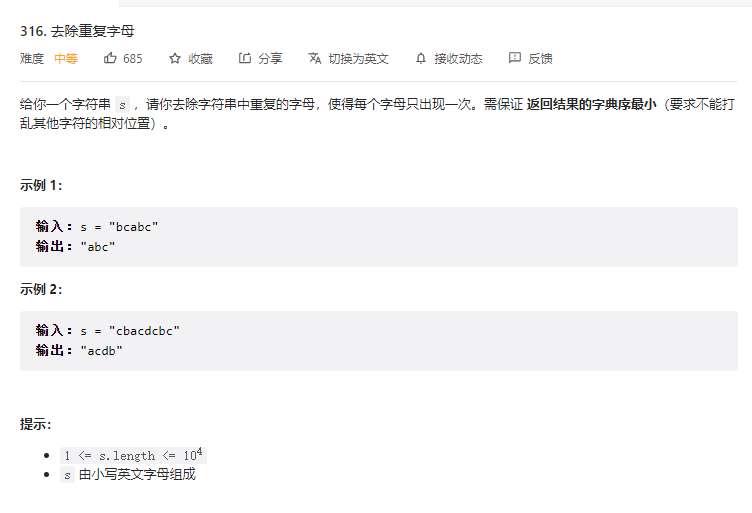 316. 去除重复字母
难度 中等 685 收藏 分享 切换为英文 接收动态 反馈
给你一个字符串 s ，请你去除字符串中重复的字母，使得每个字母只出现一次。需保证 返回结果的字典序最小（要求不能打
乱其他字符的相对位置）。
示例 1：
输入：s = "bcabc"
输出："abc"
示例 2：
输入：s = "cbacdcbc"
输出："acdb"
提示：
1 <= s.length <= 10⁴
s 由小写英文字母组成